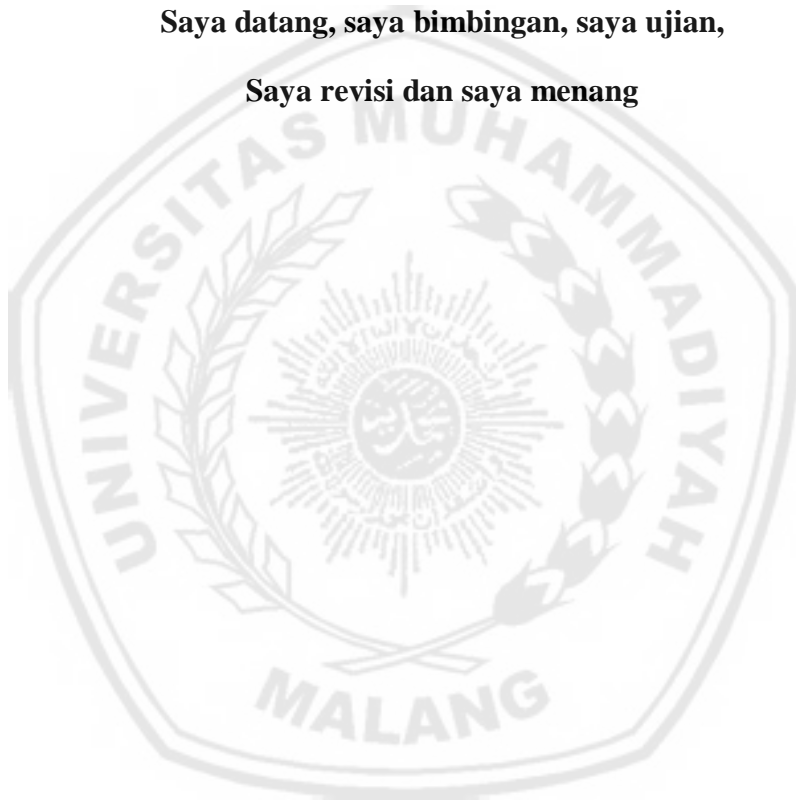 Saya datang, saya bimbingan, saya ujian,
Saya revisi dan saya menang
UNIVERSITAS MUHAMMADIYAH
MALANG